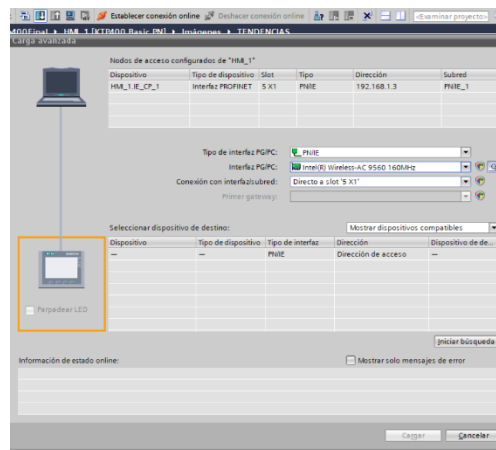 Establecer conexión online Deshacer conexión online <Examinar proyecto>
400Final HMI_1 [KTP400 Basic PN] Imágenes TENDENCIAS
Carga avanzada
Nodos de acceso configurados de "HMI_1"
Dispositivo Tipo de dispositivo Slot Tipo Dirección Subred
HMI_1.IE_CP_1 Interfaz PROFINET 5 X1 PN/IE 192.168.1.3 PN/IE_1
Tipo de interfaz PG/PC: PN/IE
Interfaz PG/PC: Intel(R) Wireless-AC 9560 160MHz
Conexión con interfaz/subred: Directo a slot '5 X1'
Primer gateway:
Seleccionar dispositivo de destino: Mostrar dispositivos compatibles
Dispositivo Tipo de dispositivo Tipo de interfaz Dirección Dispositivo de de...
— — PN/IE Dirección de acceso —
Parpadear LED
Iniciar búsqueda
Información de estado online: Mostrar solo mensajes de error
Cargar Cancelar